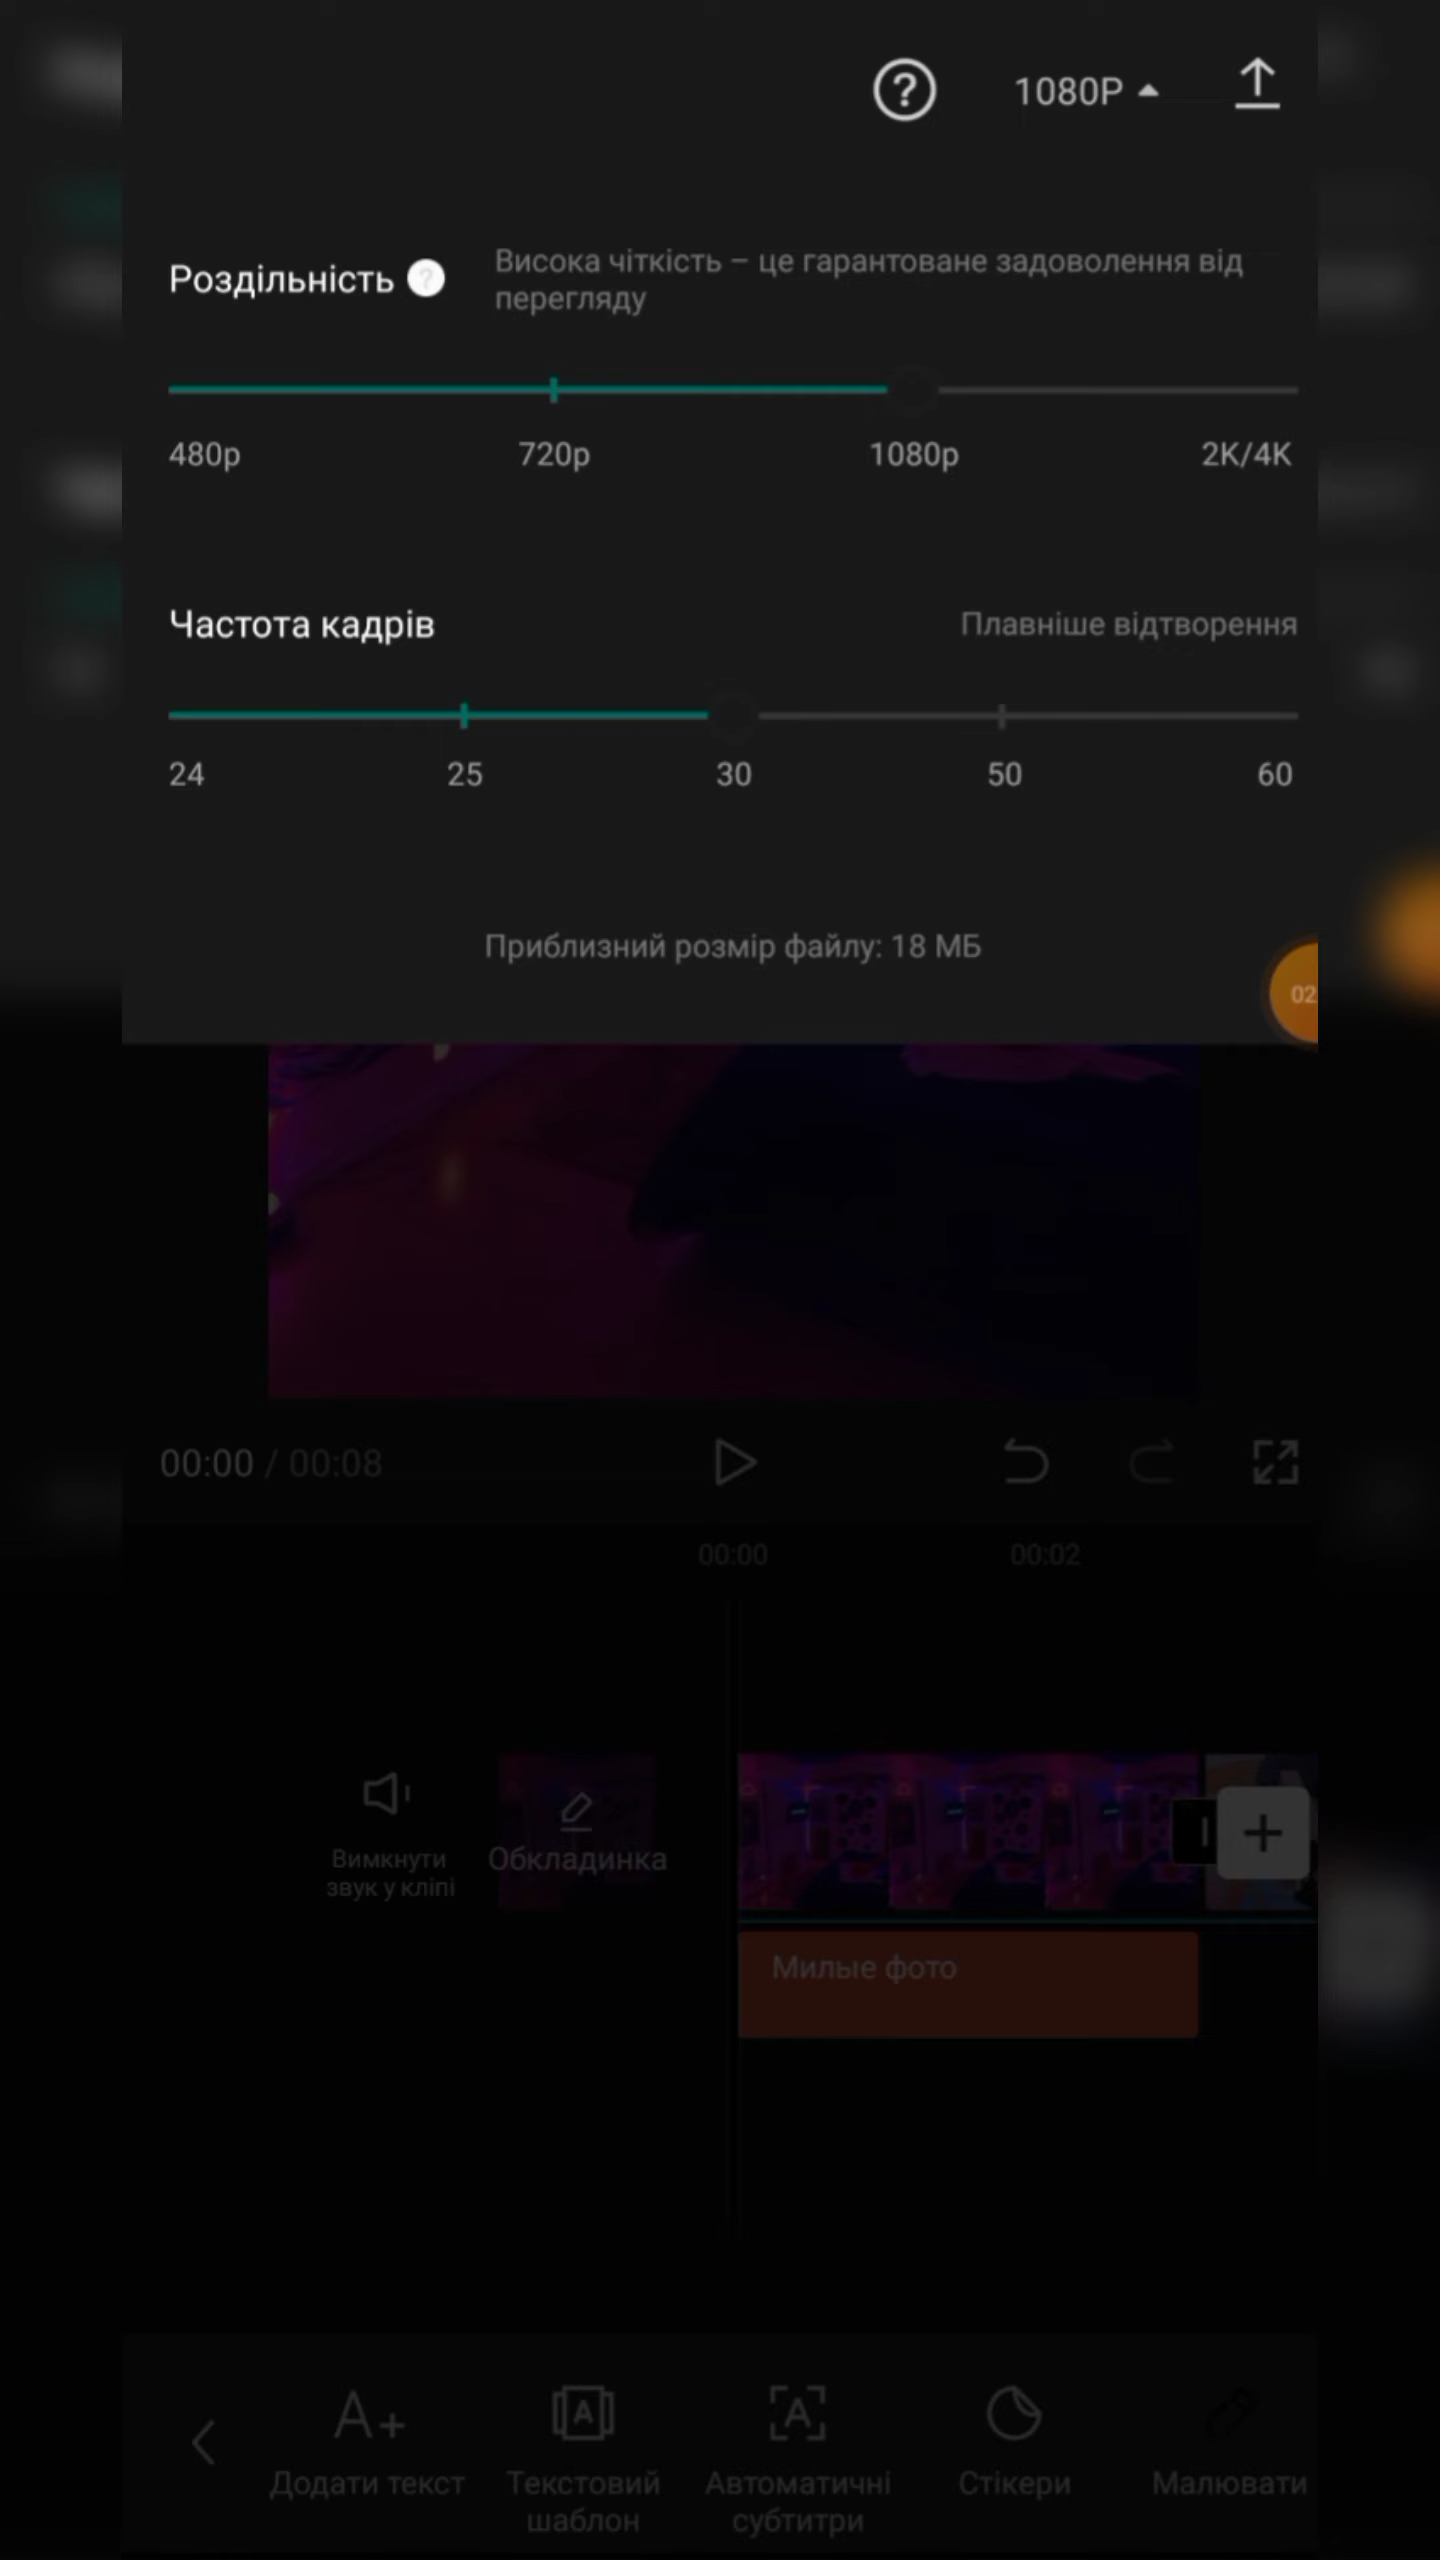 1080P
Роздільність
Висока чіткість – це гарантоване задоволення від
перегляду
480p 720p 1080p 2K/4K
Частота кадрів
Плавніше відтворення
24 25 30 50 60
Приблизний розмір файлу: 18 МБ
02
00:00 / 00:08
00:00 00:02
Вимкнути
звук у кліпі
Обкладинка
Милые фото
Додати текст
Текстовий
шаблон
Автоматичні
субтитри
Стікери
Малювати